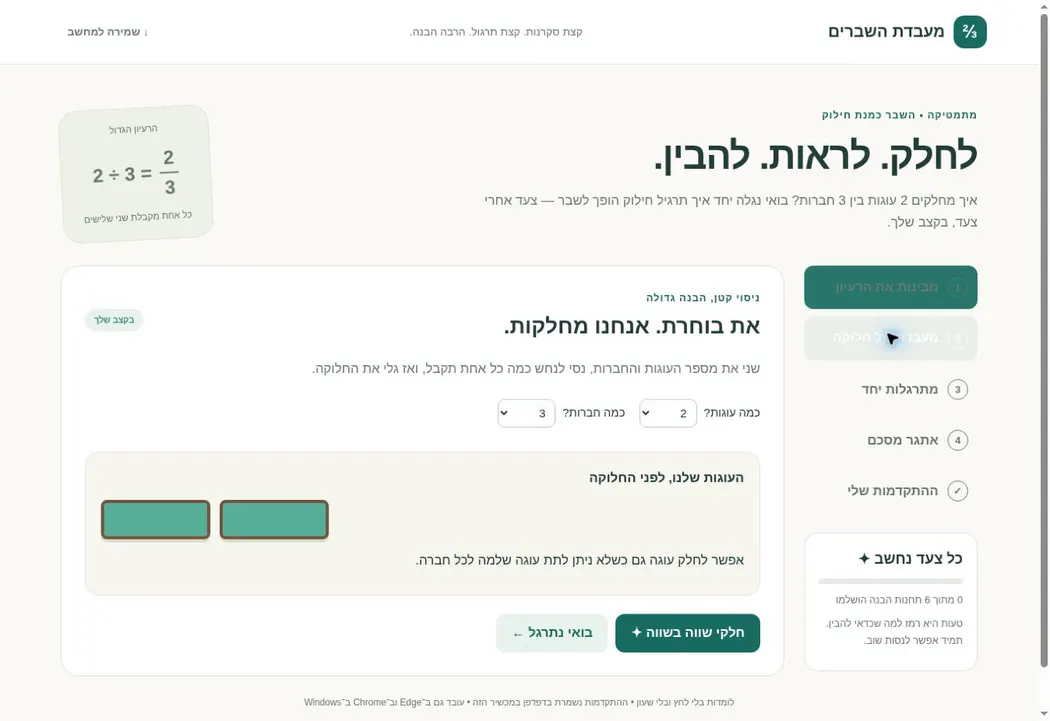 ⅔ מעבדת השברים
קצת סקרנות. קצת תרגול. הרבה הבנה.
↓ שמירה למחשב
מתמטיקה • השבר כמנת חילוק
לחלק. לראות. להבין.
איך מחלקים 2 עוגות בין 3 חברות? בואי נגלה יחד איך תרגיל חילוק הופך לשבר — צעד אחרי
צעד, בקצב שלך.
הרעיון הגדול
2 ÷ 3 = 2/3
כל אחת מקבלת שני שלישים
1 מבינות את הרעיון
חלוקה
3 מתרגלות יחד
4 אתגר מסכם
✓ ההתקדמות שלי
כל צעד נחשב ✦
0 מתוך 6 תחנות הבנה הושלמו
טעות היא רמז למה שכדאי להבין.
תמיד אפשר לנסות שוב.
ניסוי קטן, הבנה גדולה
את בוחרת. אנחנו מחלקות.
בקצב שלך
שני את מספר העוגות והחברות, נסי לנחש כמה כל אחת תקבל, ואז גלי את החלוקה.
כמה עוגות? 2 כמה חברות? 3
העוגות שלנו, לפני החלוקה
אפשר לחלק עוגה גם כשלא ניתן לתת עוגה שלמה לכל חברה.
חלקי שווה בשווה ✦
בואי נתרגל ←
לומדות בלי לחץ ובלי שעון • ההתקדמות נשמרת בדפדפן במכשיר הזה • עובד גם ב־Edge וב־Chrome ב־Windows